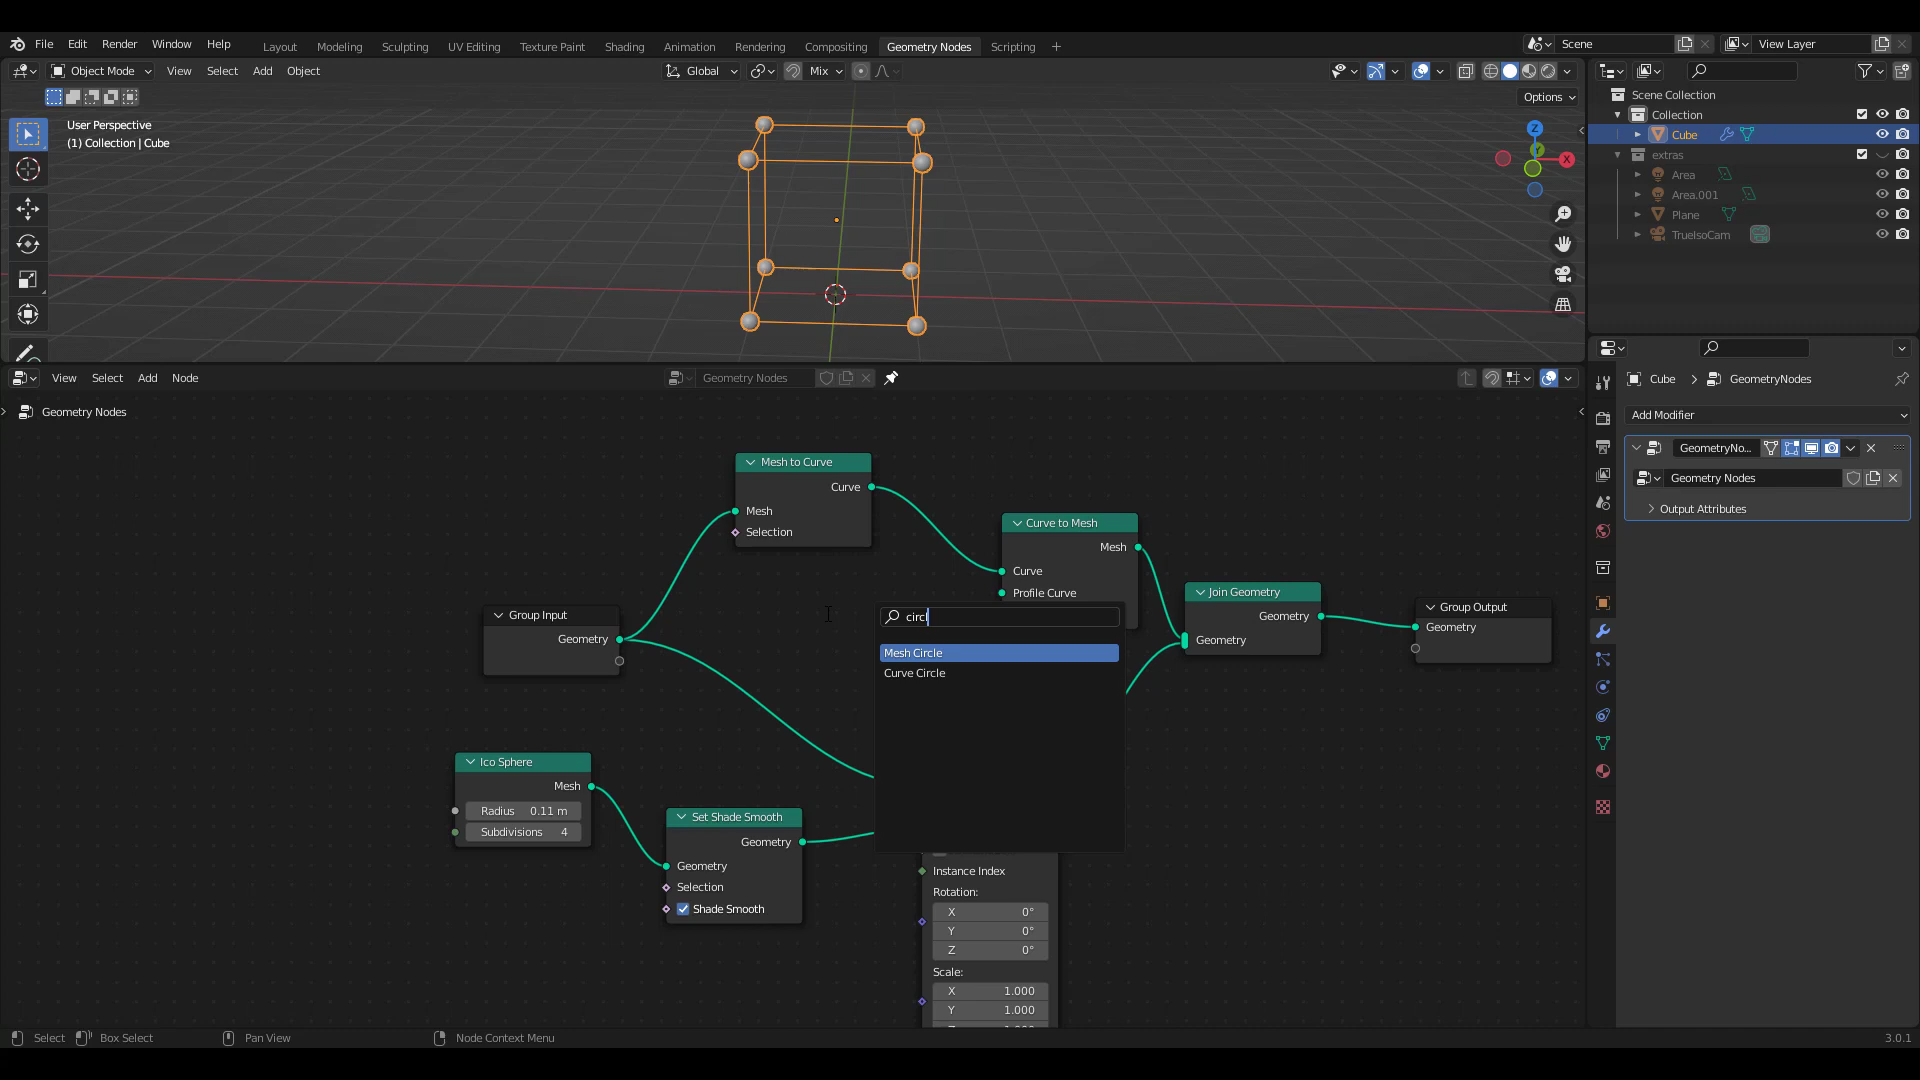 File Edit Render Window Help
Layout Modeling Sculpting UV Editing Texture Paint Shading Animation Rendering Compositing Geometry Nodes Scripting +
Scene
View Layer
Object Mode View Select Add Object
Global
Mix
Options
User Perspective
(1) Collection | Cube
Z
Y
X
Scene Collection
Collection
Cube
extras
Area
Area.001
Plane
TrueIsoCam
View Select Add Node
Geometry Nodes
Geometry Nodes
Mesh to Curve
Curve
Mesh
Selection
Curve to Mesh
Mesh
Curve
Profile Curve
Group Input
Geometry
circl
Mesh Circle
Curve Circle
Join Geometry
Geometry
Geometry
Group Output
Geometry
Ico Sphere
Mesh
Radius 0.11 m
Subdivisions 4
Set Shade Smooth
Geometry
Geometry
Selection
Shade Smooth
Instance Index
Rotation:
X 0°
Y 0°
Z 0°
Scale:
X 1.000
Y 1.000
Cube > GeometryNodes
Add Modifier
GeometryNo...
Geometry Nodes
Output Attributes
Select Box Select Pan View Node Context Menu
3.0.1